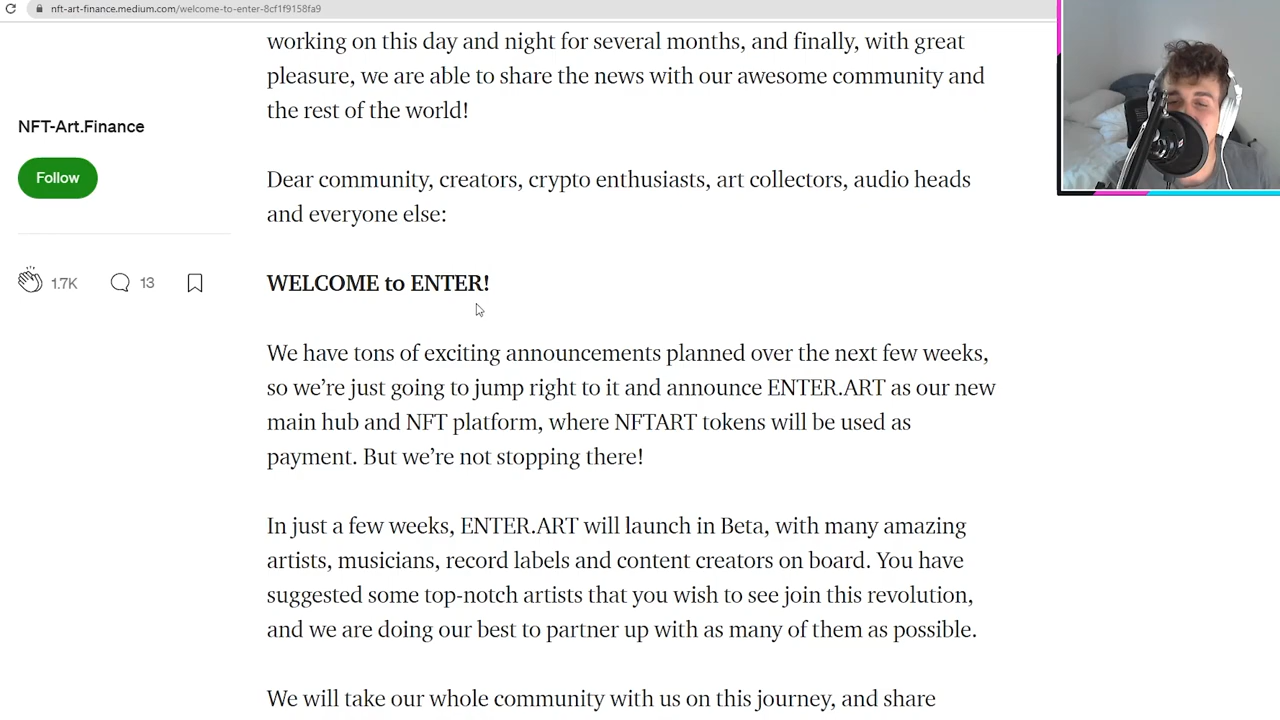 nft-art-finance.medium.com/welcome-to-enter-8cf1f9158fa9
working on this day and night for several months, and finally, with great
pleasure, we are able to share the news with our awesome community and
the rest of the world!
NFT-Art.Finance
Follow
1.7K
13
Dear community, creators, crypto enthusiasts, art collectors, audio heads
and everyone else:
WELCOME to ENTER!
We have tons of exciting announcements planned over the next few weeks,
so we’re just going to jump right to it and announce ENTER.ART as our new
main hub and NFT platform, where NFTART tokens will be used as
payment. But we’re not stopping there!
In just a few weeks, ENTER.ART will launch in Beta, with many amazing
artists, musicians, record labels and content creators on board. You have
suggested some top-notch artists that you wish to see join this revolution,
and we are doing our best to partner up with as many of them as possible.
We will take our whole community with us on this journey, and share